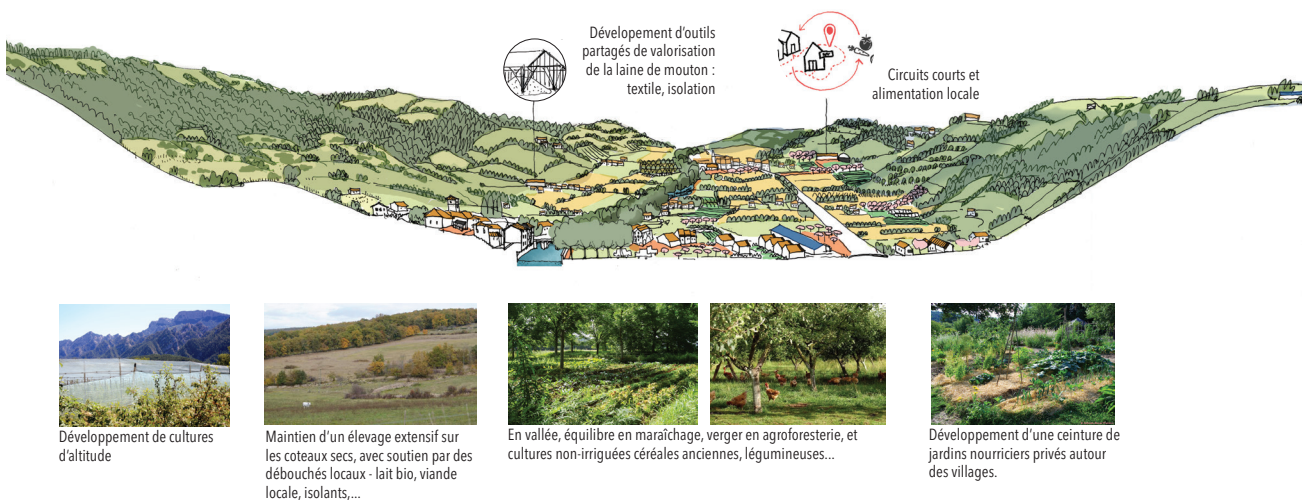 Dévelopement d'outils
partagés de valorisation
de la laine de mouton :
textile, isolation
Circuits courts et
alimentation locale
Développement de cultures
d'altitude
Maintien d'un élevage extensif sur
les coteaux secs, avec soutien par des
débouchés locaux - lait bio, viande
locale, isolants,...
En vallée, équilibre en maraîchage, verger en agroforesterie, et
cultures non-irriguées céréales anciennes, légumineuses...
Développement d'une ceinture de
jardins nourriciers privés autour
des villages.